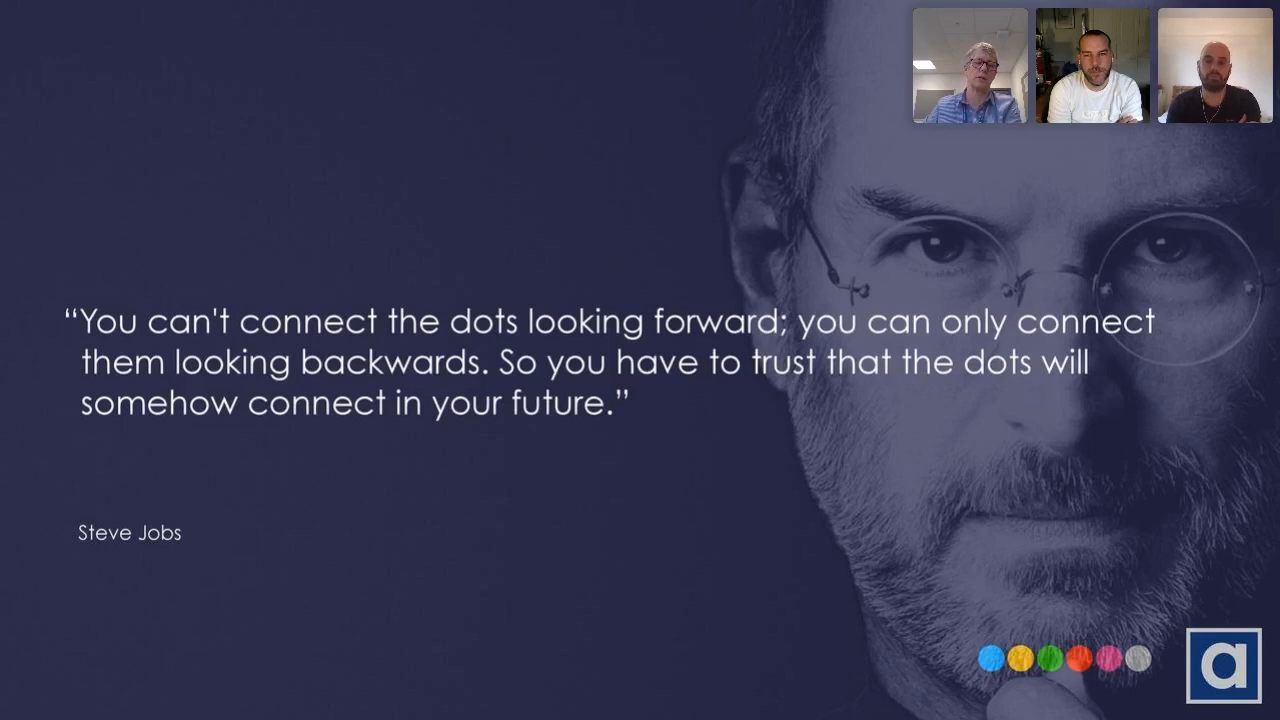 “You can't connect the dots looking forward; you can only connect
them looking backwards. So you have to trust that the dots will
somehow connect in your future.”
Steve Jobs
a